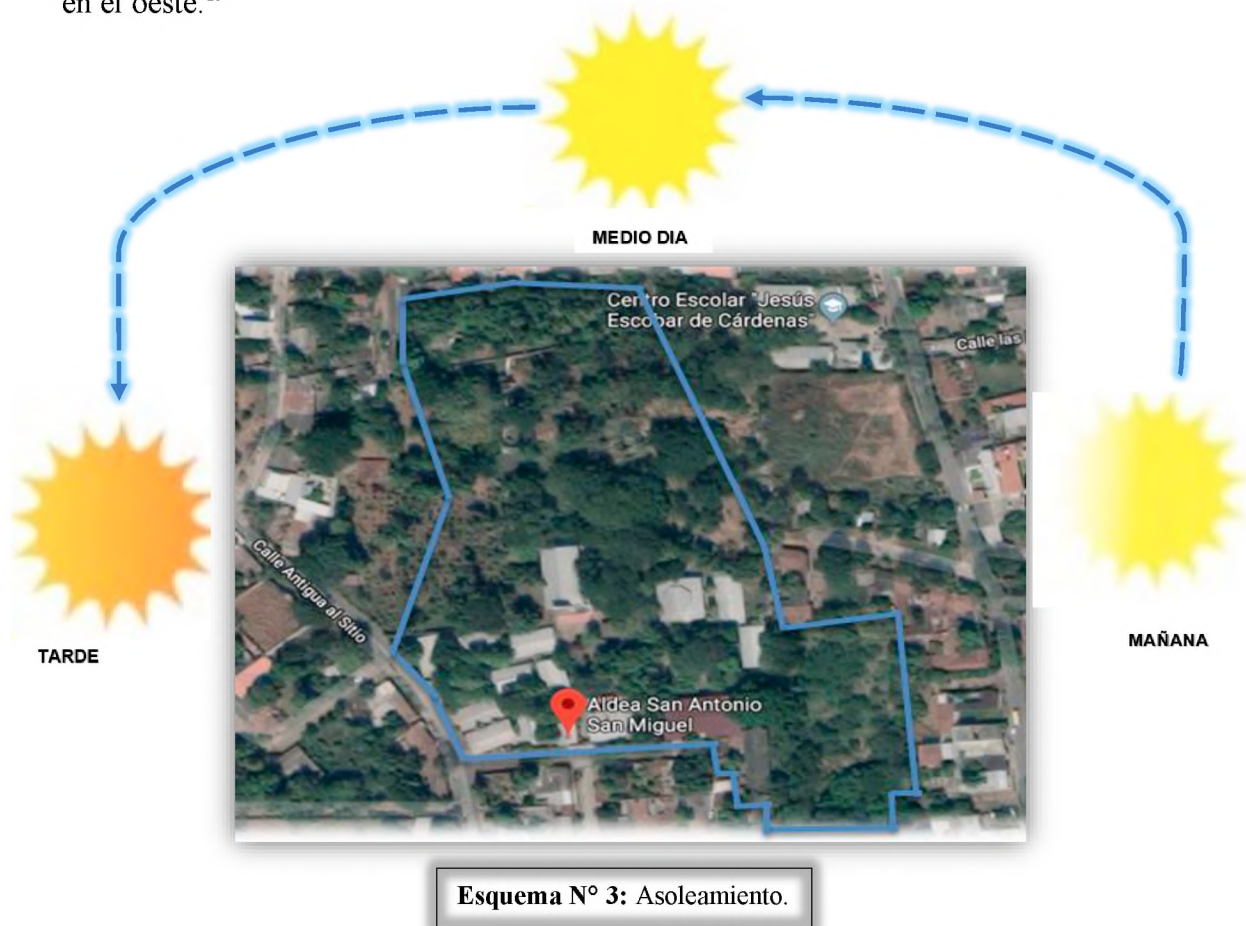 en el oeste."
MEDIO DIA
Centro Escolar "Jesús
Escobar de Cárdenas"
Calle las
Calle Antigua al Sitio
TARDE
MAÑANA
Aldea San Antonio
San Miguel
Esquema N° 3: Asoleamiento.